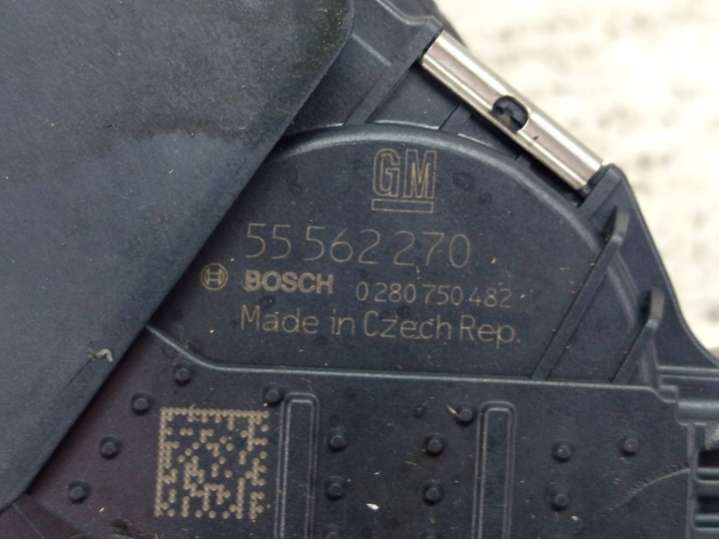 GM
55 562 270
BOSCH 0 280 750 482
Made in Czech Rep.